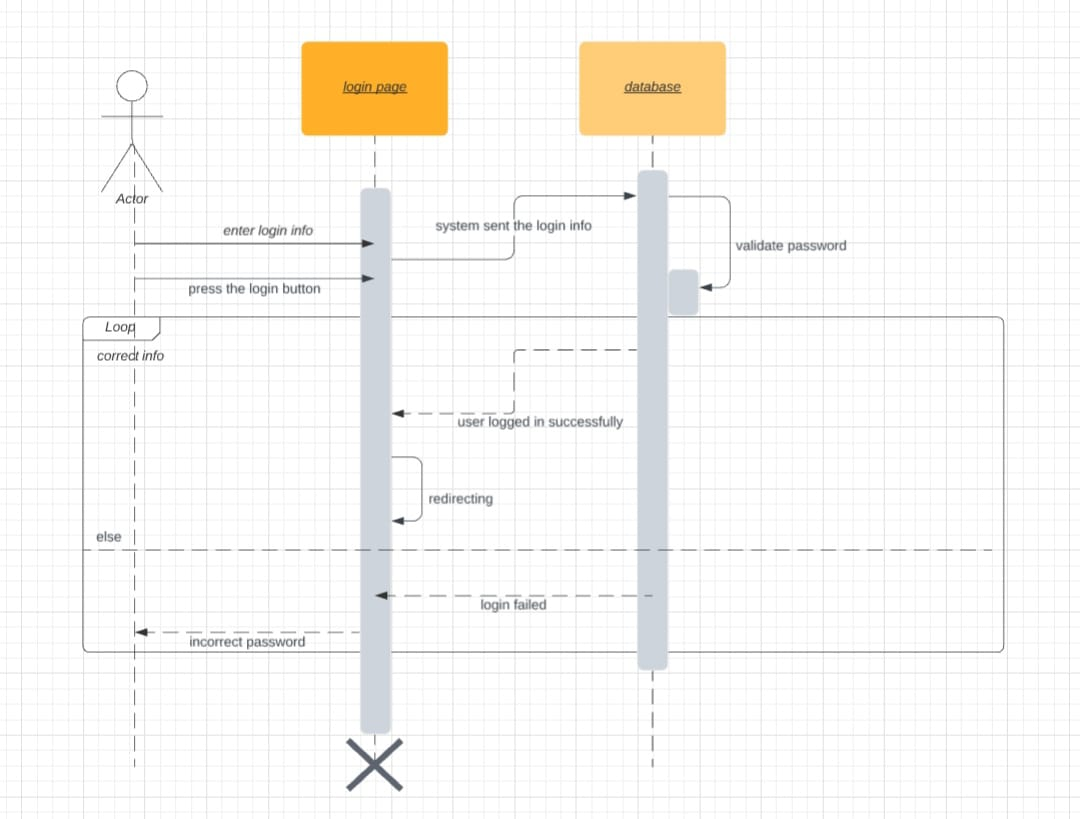 login page
database
Actor
enter login info
system sent the login info
validate password
press the login button
Loop
correct info
user logged in successfully
redirecting
else
login failed
incorrect password